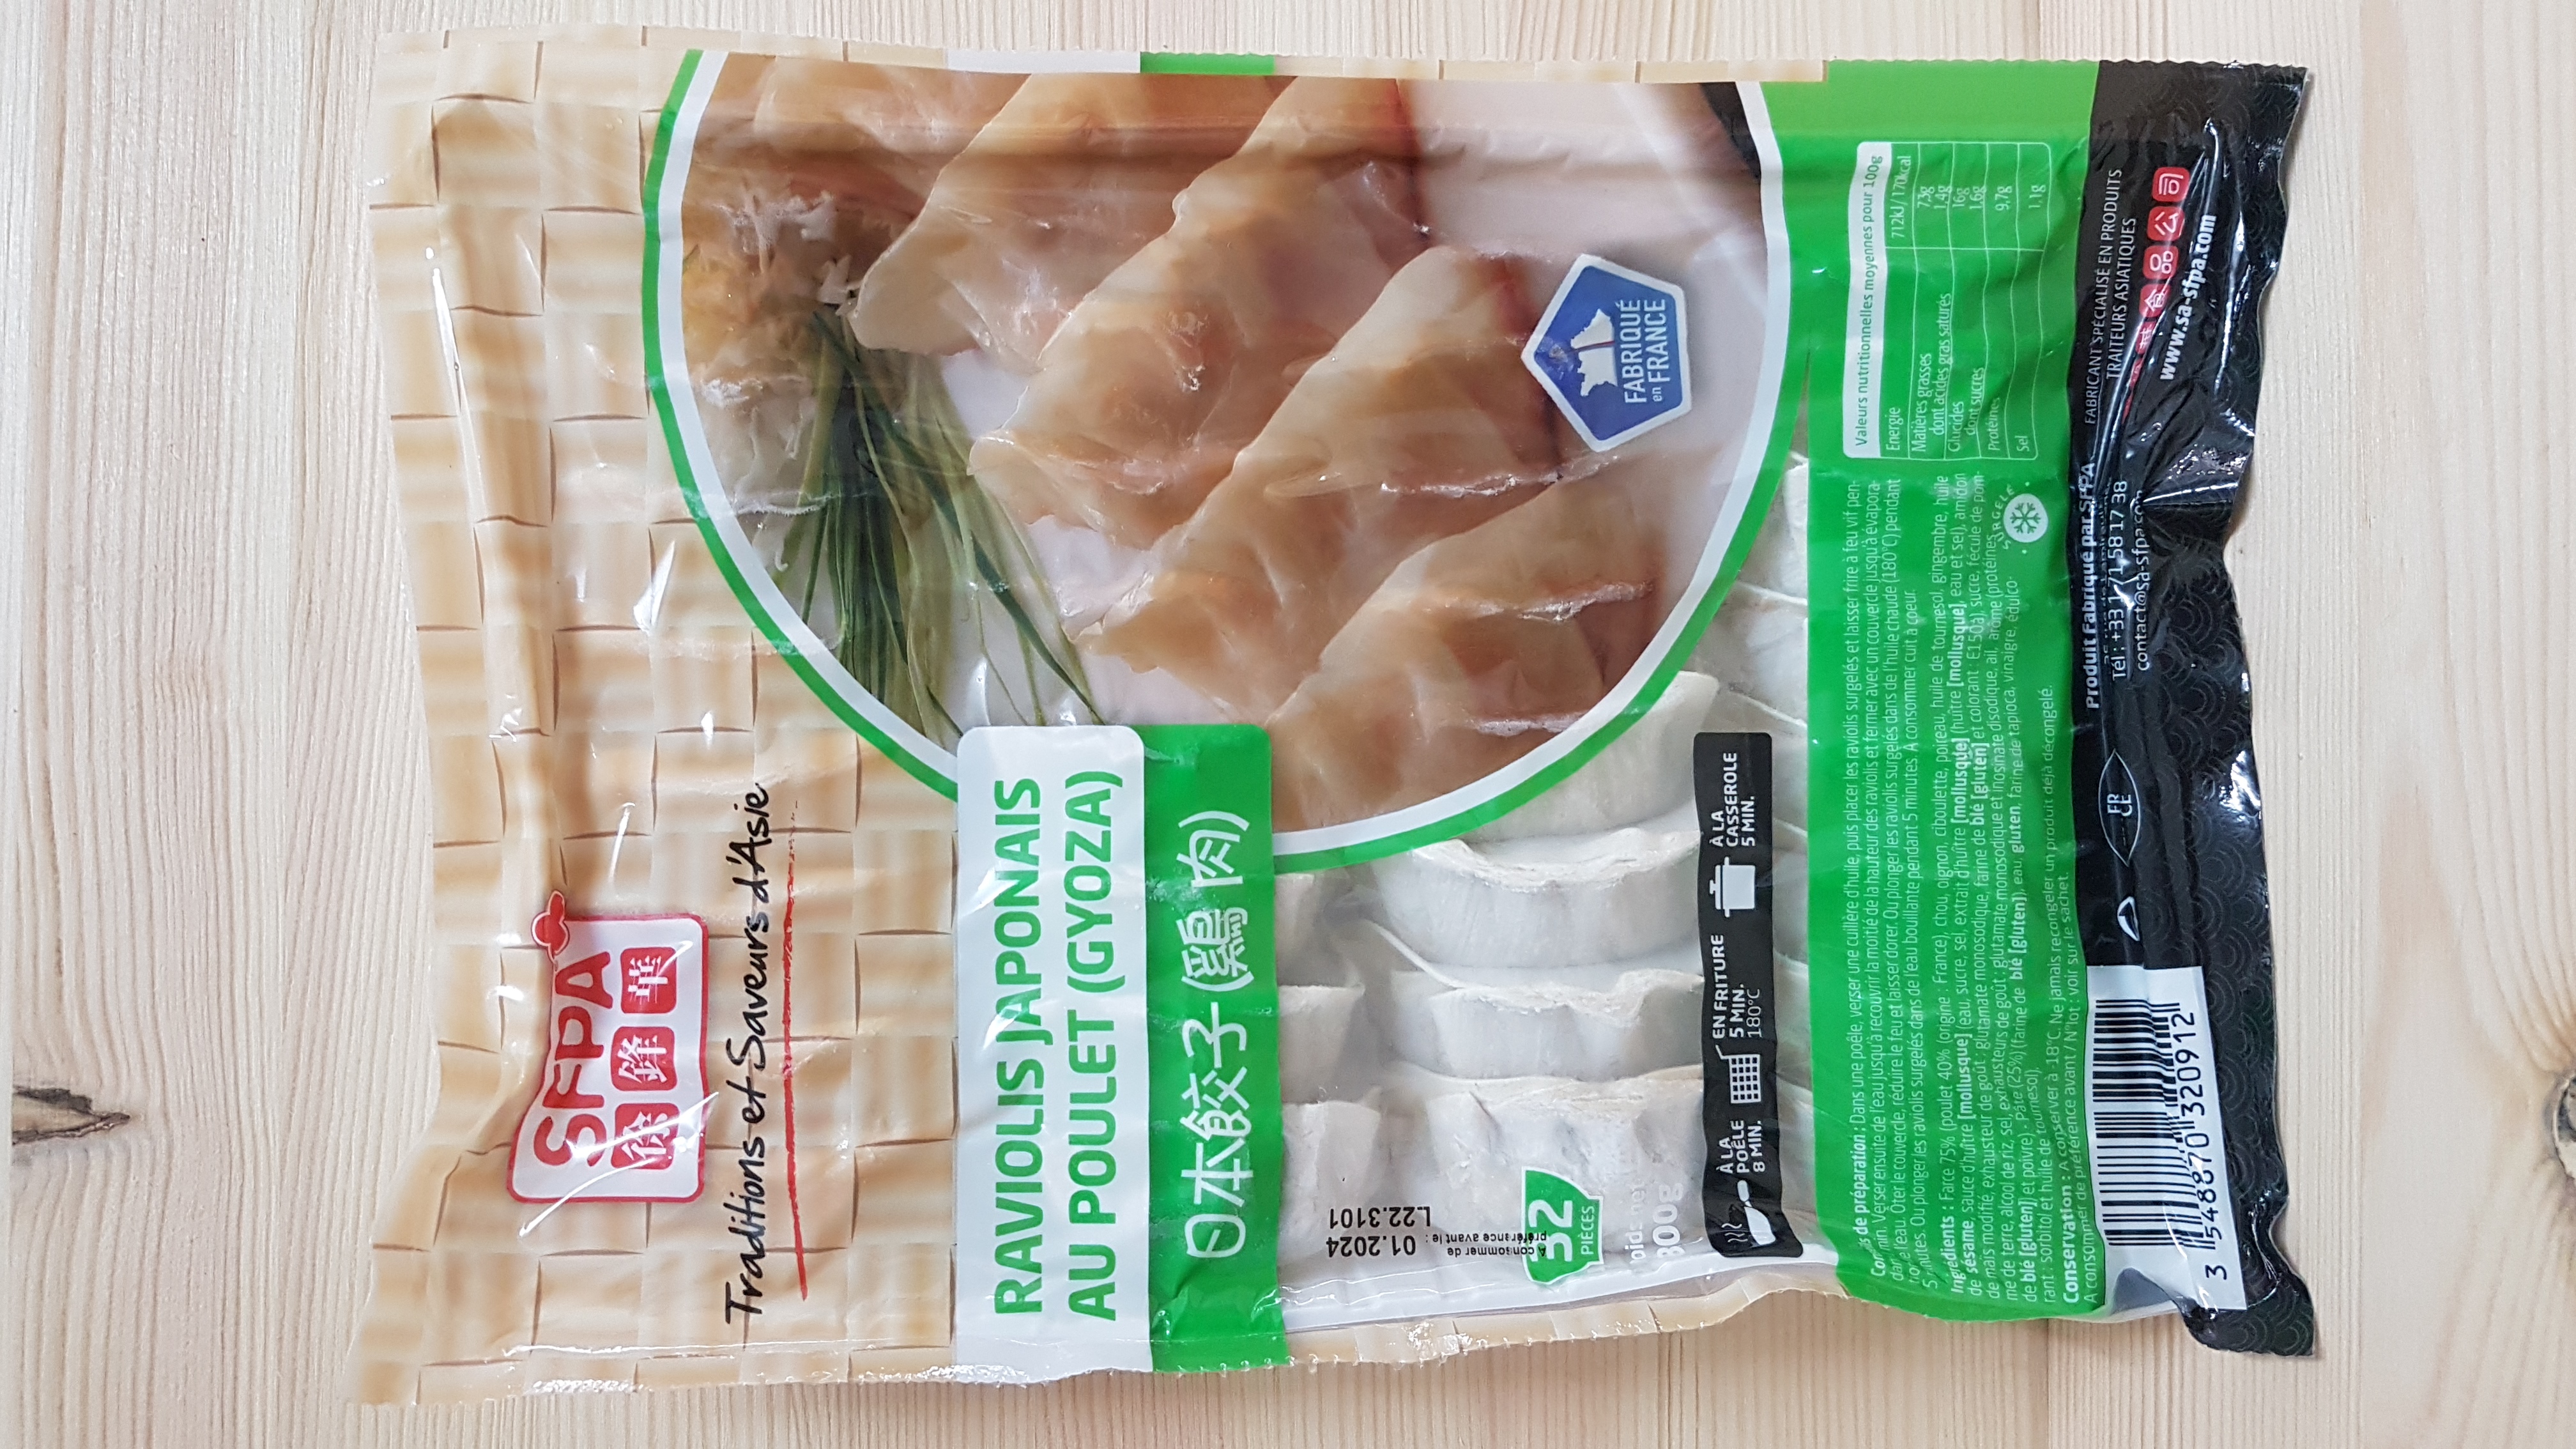 SFPA
徐鋒華
Traditions et Saveurs d'Asie
RAVIOLIS JAPONAIS
AU POULET (GYOZA)
日本餃子(鷄肉)
A consommer de
préférence avant le : 01.2024
L.22.3101
32
PIÈCES
Poids net
800g
À LA
POÊLE
8 MIN.
EN FRITURE
5 MIN.
180°C
À LA
CASSEROLE
5 MIN.
FABRIQUÉ
en FRANCE
de préparation : Dans une poêle, verser une cuillère d'huile, puis placer les raviolis surgelés et laisser frire à feu vif pen-
min. Verser ensuite de l'eau jusqu'à recouvrir la moitié de la hauteur des raviolis et fermer avec un couvercle jusqu'à évapora-
l'eau. Ôter le couvercle, réduire le feu et laisser dorer. Ou plonger les raviolis surgelés dans de l'huile chaude (180°C) pendant
5 minutes. Ou plonger les raviolis surgelés dans de l'eau bouillante pendant 5 minutes. A consommer cuit à coeur.
Ingrédients : Farce 75% (poulet 40% (origine : France), chou, oignon, ciboulette, poireau, huile de tournesol, gingembre, huile
de sésame, sauce d'huître [mollusque] (eau, sucre, sel, extrait d'huître [mollusque] (huître [mollusque], eau et sel), amidon
de maïs modifié, exhausteur de goût : glutamate monosodique, farine de blé [gluten] et colorant : E150a), sucre, fécule de pom-
me de terre, alcool de riz, sel, exhausteurs de goût : glutamate monosodique et inosinate disodique, ail, arôme (protéines
de blé [gluten]) et poivre) - Pâte (25%) (farine de blé [gluten]), eau, gluten, farine de tapioca, vinaigre, édulco-
rant : sorbitol et huile de tournesol).
Conservation : A conserver à -18°C. Ne jamais recongeler un produit déjà décongelé.
A consommer de préférence avant / N°lot : voir sur le sachet.
SURGELÉ
Valeurs nutritionnelles moyennes pour 100g
Energie 712kJ/170kcal
Matières grasses 7,3g
dont acides gras saturés 1,4g
Glucides 16g
dont sucres 1,6g
Protéines 9,7g
Sel 1,1g
3 548870 320912
FR
CE
Produit Fabriqué par SFPA
Tél : +33 1 71 58 17 38
contact@sa-sfpa.com
FABRICANT SPÉCIALISÉ EN PRODUITS
TRAITEURS ASIATIQUES
華食品公司
www.sa-sfpa.com